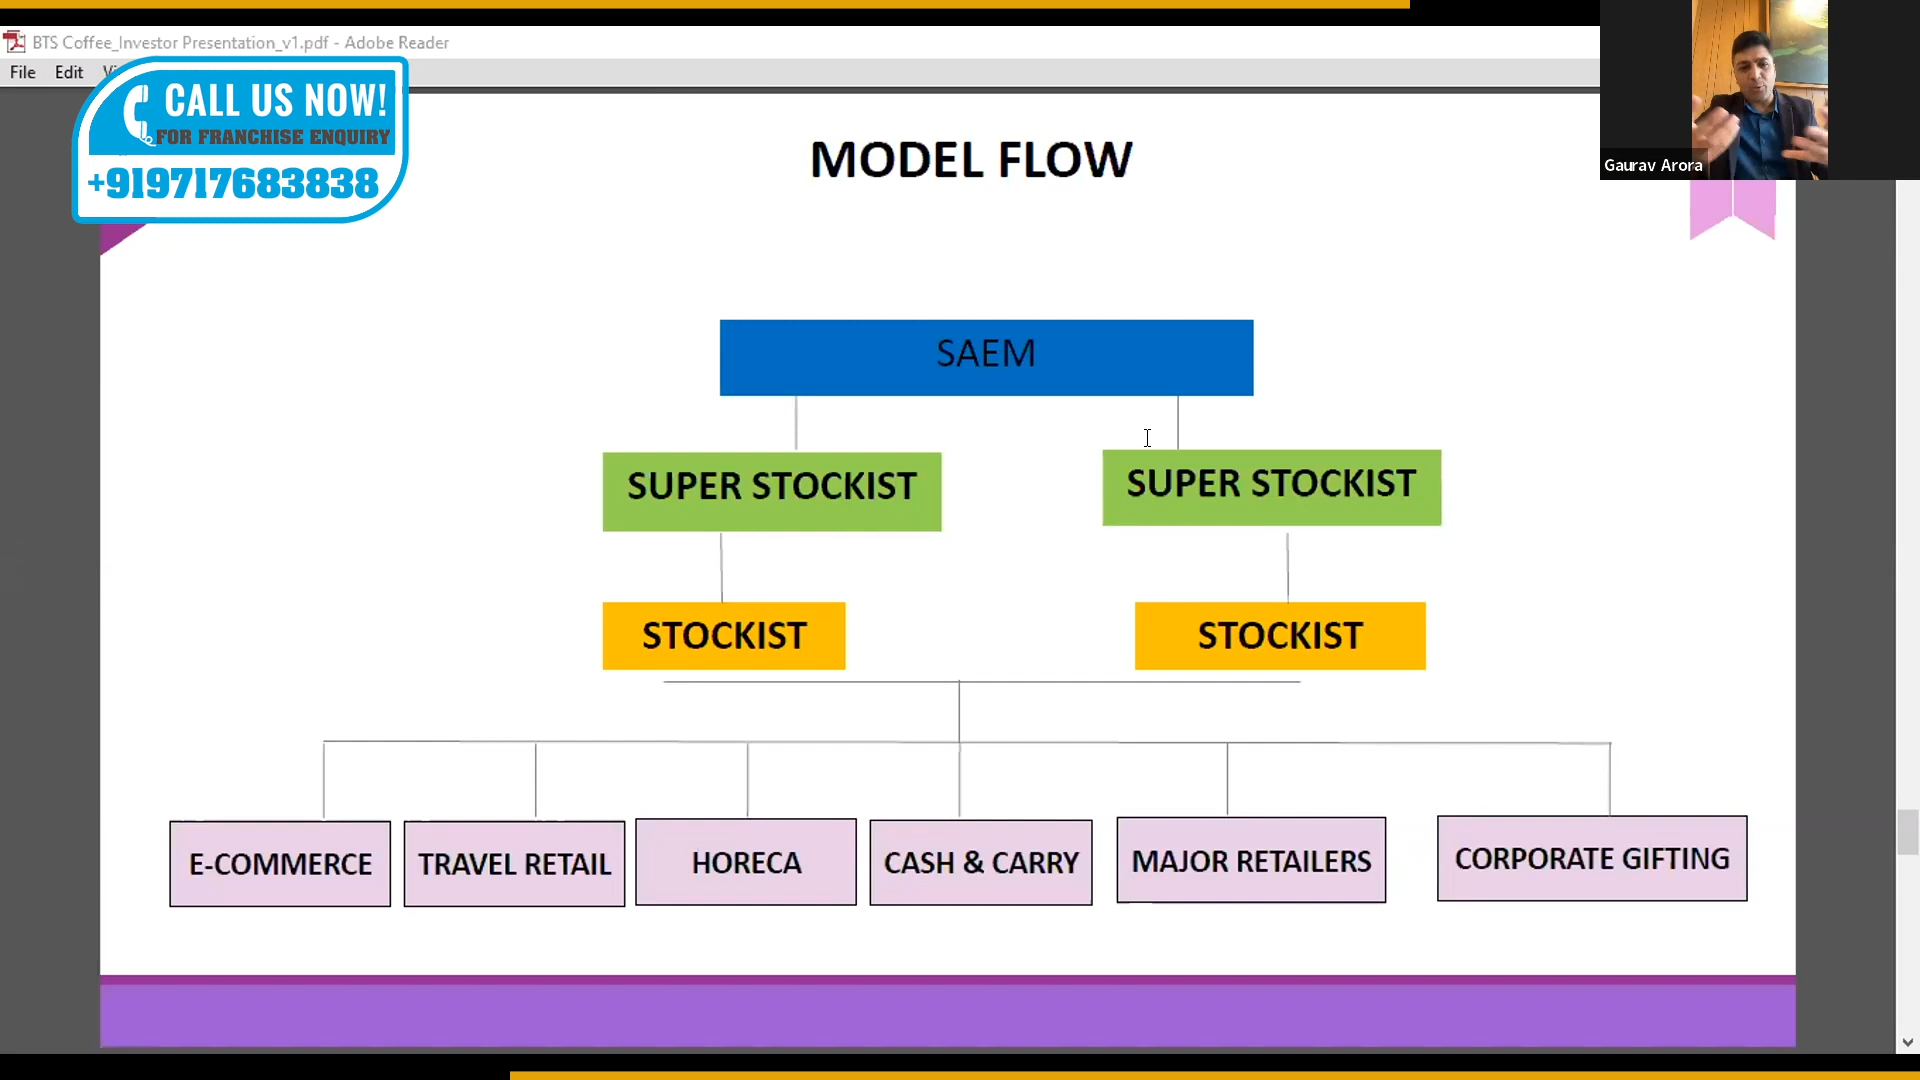 BTS Coffee_Investor Presentation_v1.pdf - Adobe Reader
File Edit
CALL US NOW!
FOR FRANCHISE ENQUIRY
+919717683838
Gaurav Arora
MODEL FLOW
SAEM
SUPER STOCKIST
SUPER STOCKIST
STOCKIST
STOCKIST
E-COMMERCE
TRAVEL RETAIL
HORECA
CASH & CARRY
MAJOR RETAILERS
CORPORATE GIFTING